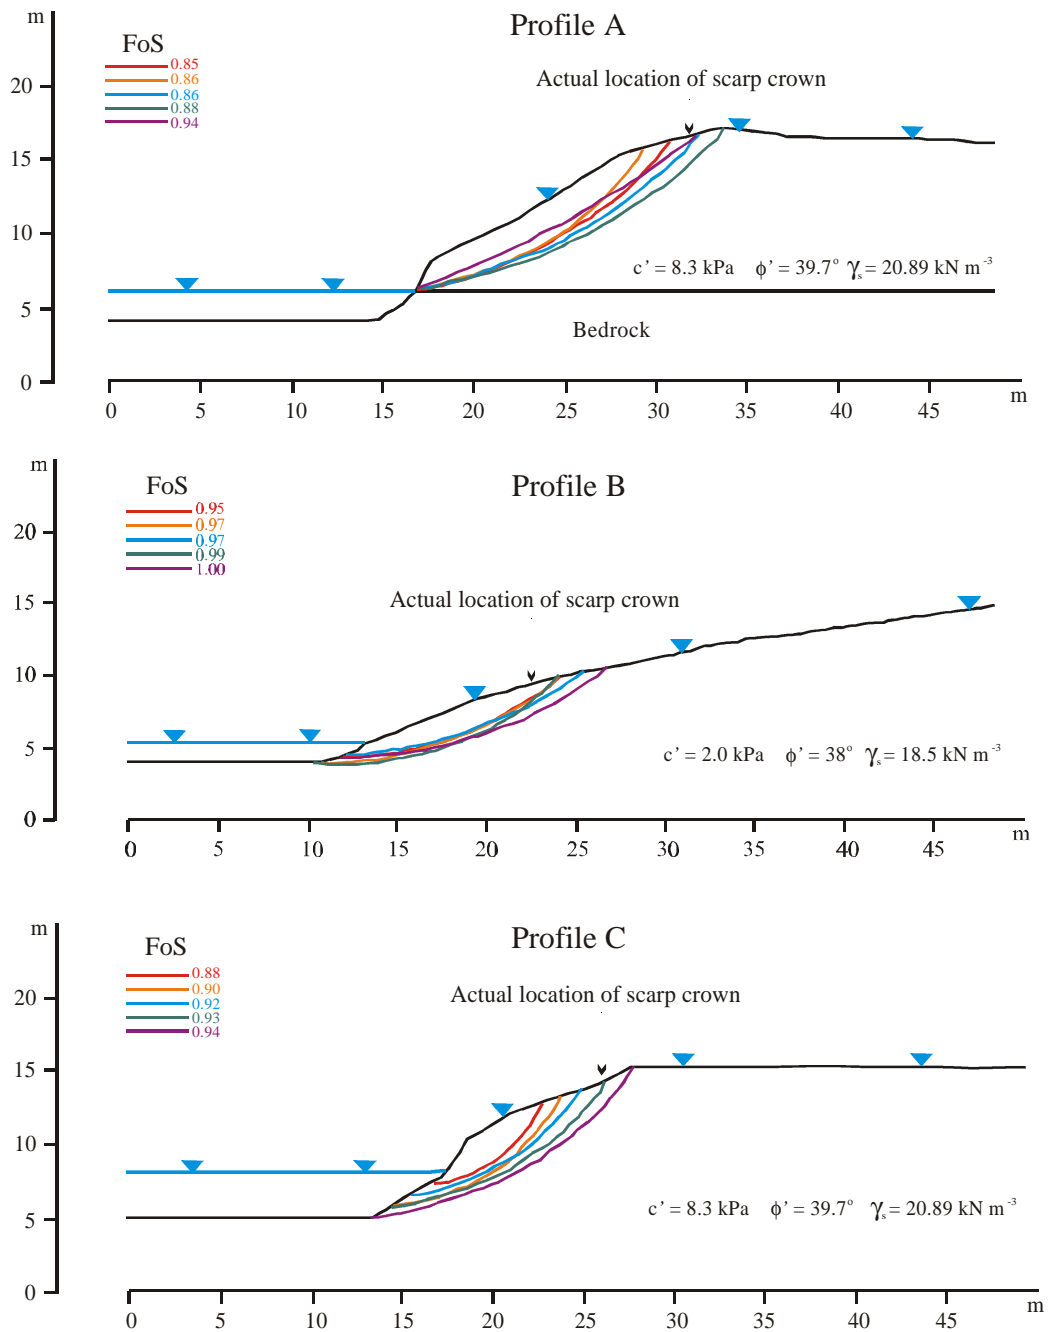 m
Profile A
FoS
0.85
0.86
0.86
0.88
0.94
Actual location of scarp crown
20
15
10
5
0
c’ = 8.3 kPa ϕ’ = 39.7° γs = 20.89 kN m-3
Bedrock
0 5 10 15 20 25 30 35 40 45 m
m
Profile B
FoS
0.95
0.97
0.97
0.99
1.00
Actual location of scarp crown
20
15
10
5
0
c’ = 2.0 kPa ϕ’ = 38° γs = 18.5 kN m-3
0 5 10 15 20 25 30 35 40 45 m
m
Profile C
FoS
0.88
0.90
0.92
0.93
0.94
Actual location of scarp crown
20
15
10
5
0
c’ = 8.3 kPa ϕ’ = 39.7° γs = 20.89 kN m-3
0 5 10 15 20 25 30 35 40 45 m